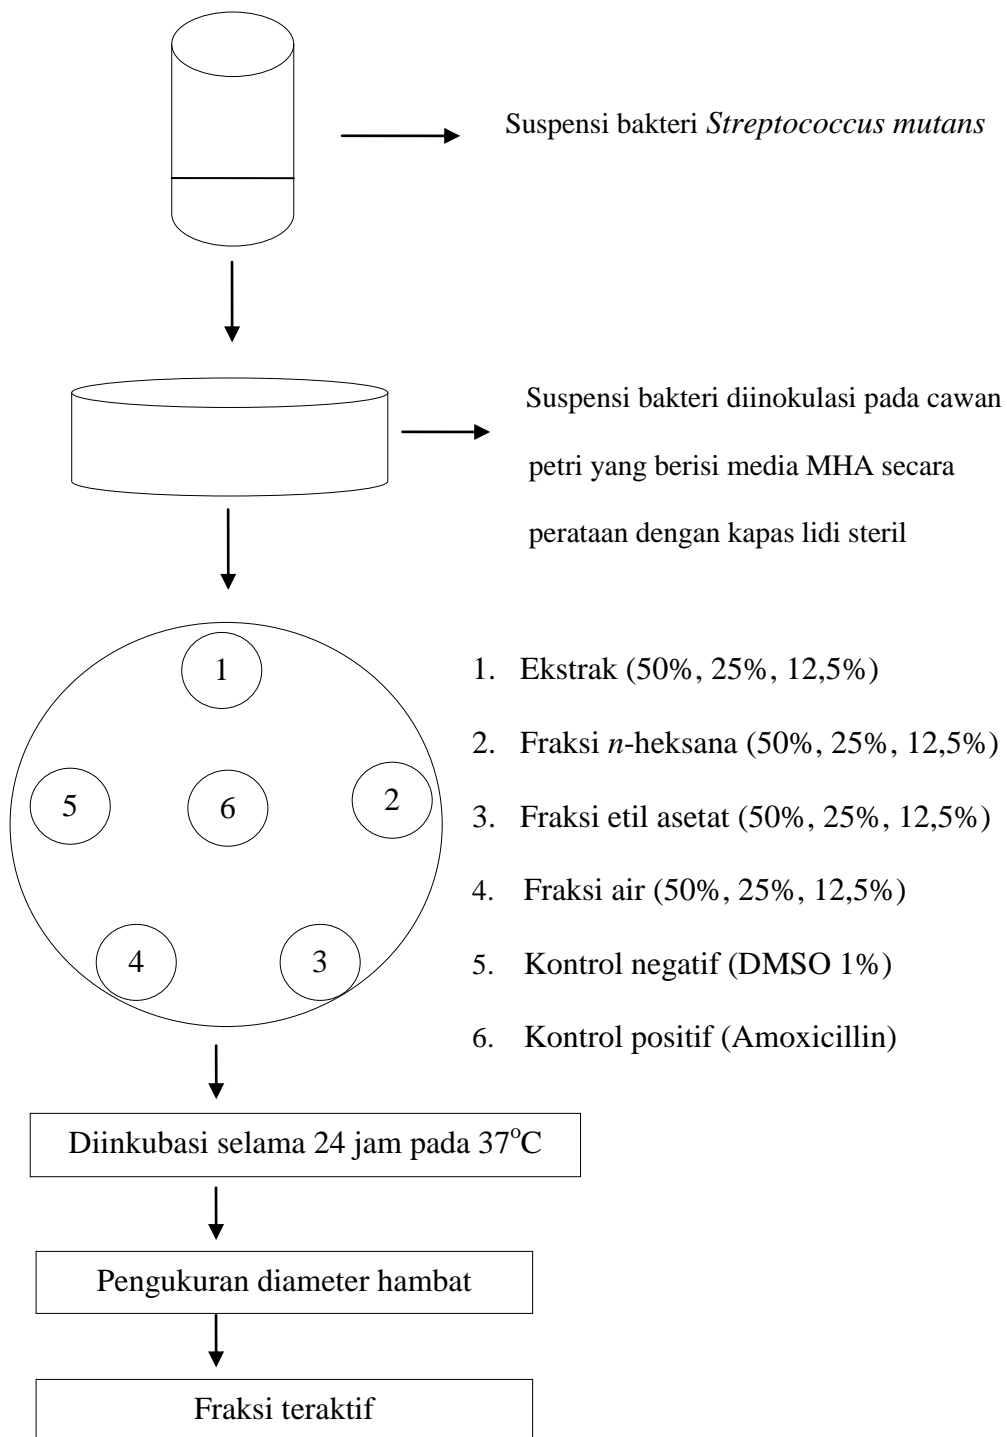 Suspensi bakteri Streptococcus mutans
Suspensi bakteri diinokulasi pada cawan
petri yang berisi media MHA secara
perataan dengan kapas lidi steril
1
5
6
2
4
3
1. Ekstrak (50%, 25%, 12,5%)
2. Fraksi n-heksana (50%, 25%, 12,5%)
3. Fraksi etil asetat (50%, 25%, 12,5%)
4. Fraksi air (50%, 25%, 12,5%)
5. Kontrol negatif (DMSO 1%)
6. Kontrol positif (Amoxicillin)
Diinkubasi selama 24 jam pada 37°C
Pengukuran diameter hambat
Fraksi teraktif